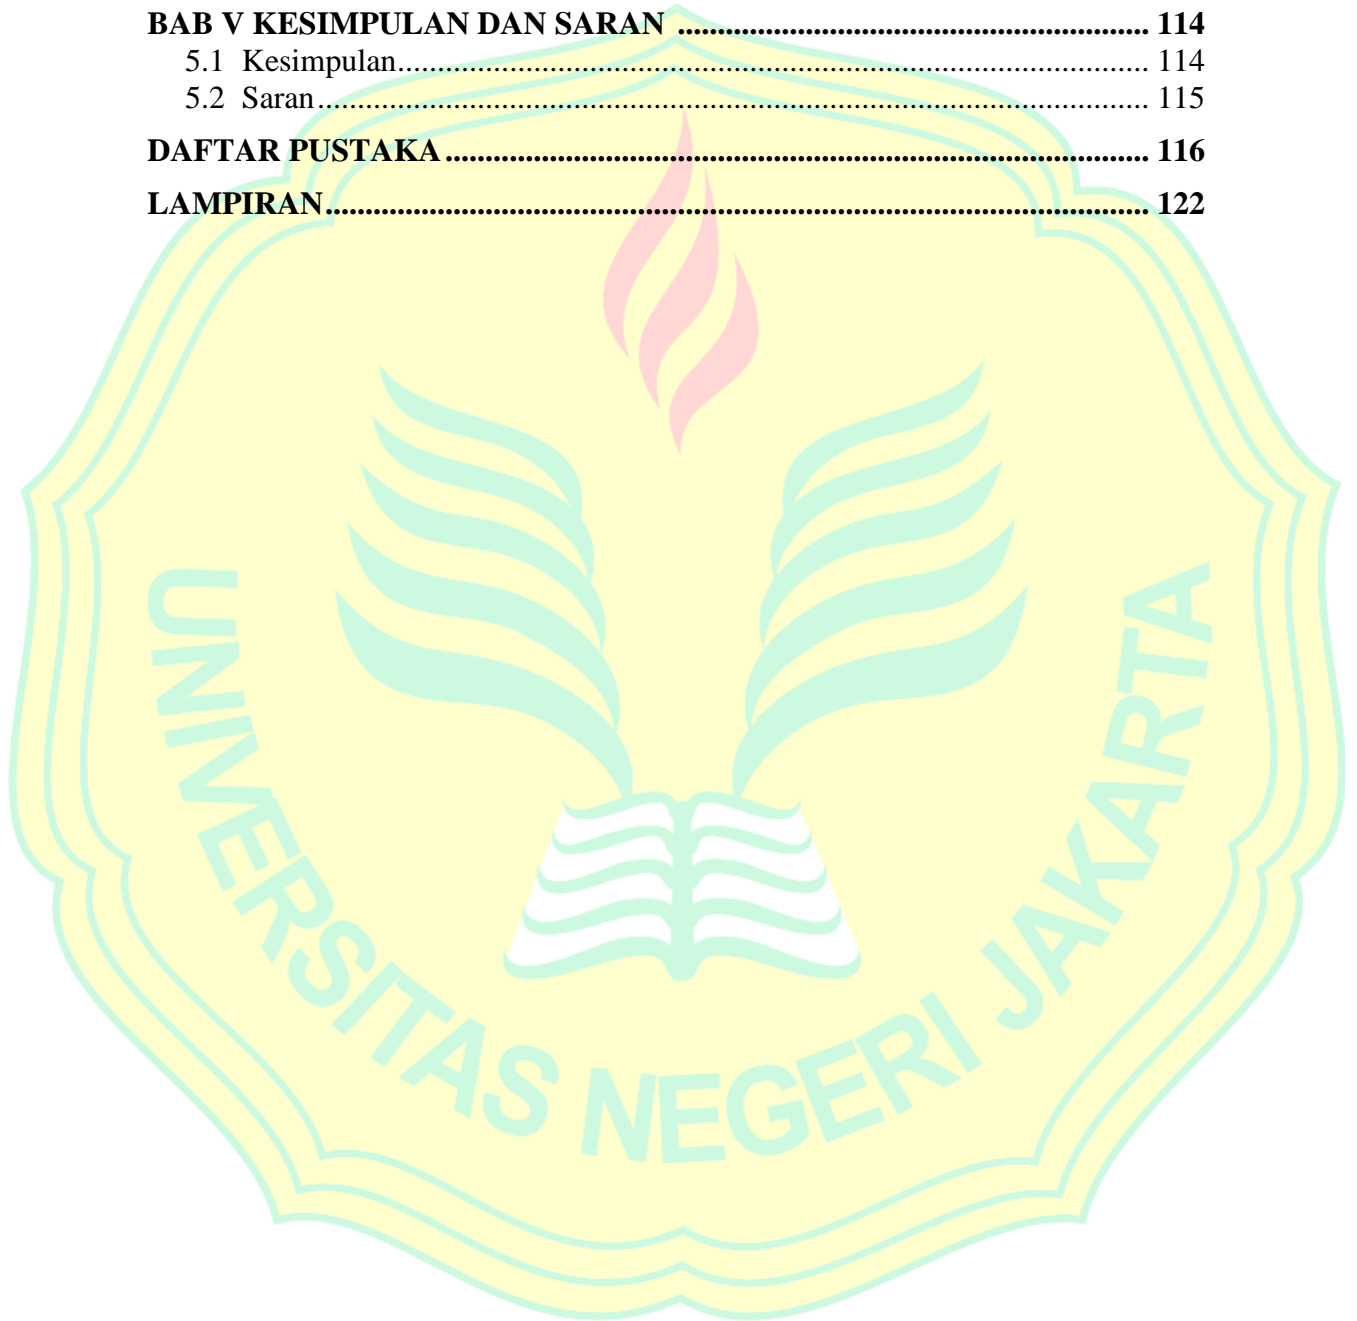 BAB V KESIMPULAN DAN SARAN ............................................................ 114
5.1 Kesimpulan.............................................................................................. 114
5.2 Saran........................................................................................................ 115
DAFTAR PUSTAKA......................................................................................... 116
LAMPIRAN........................................................................................................ 122
UNIVERSITAS NEGERI JAKARTA